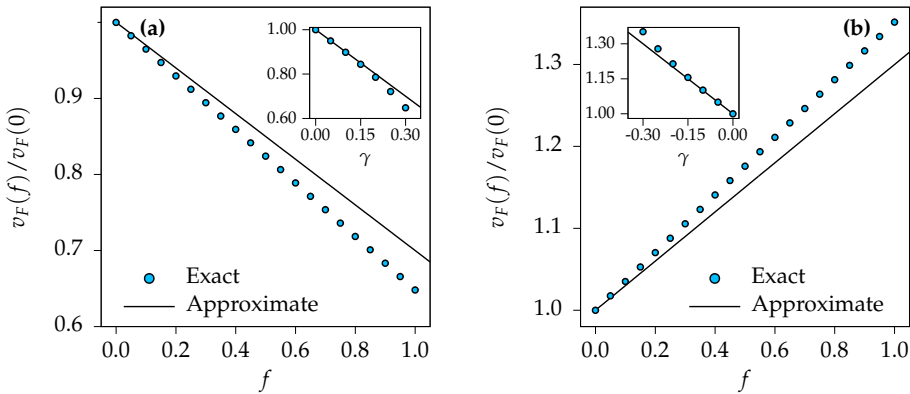 (a)
1.00
0.80
0.60
0.00 0.15 0.30
γ
0.9
0.8
0.7
0.6
v_F(f)/v_F(0)
Exact
Approximate
0.0 0.2 0.4 0.6 0.8 1.0
f
(b)
1.30
1.15
1.00
-0.30 -0.15 0.00
γ
1.3
1.2
1.1
1.0
v_F(f)/v_F(0)
Exact
Approximate
0.0 0.2 0.4 0.6 0.8 1.0
f